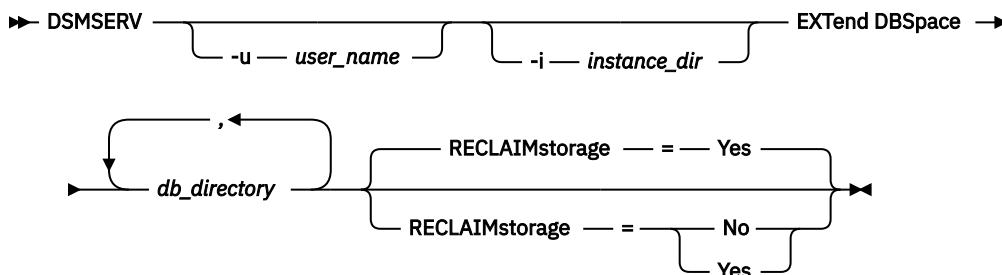 DSMSERV -u user_name -i instance_dir EXTend DBSpace
,
db_directory
RECLAIMstorage = Yes
RECLAIMstorage = No
Yes